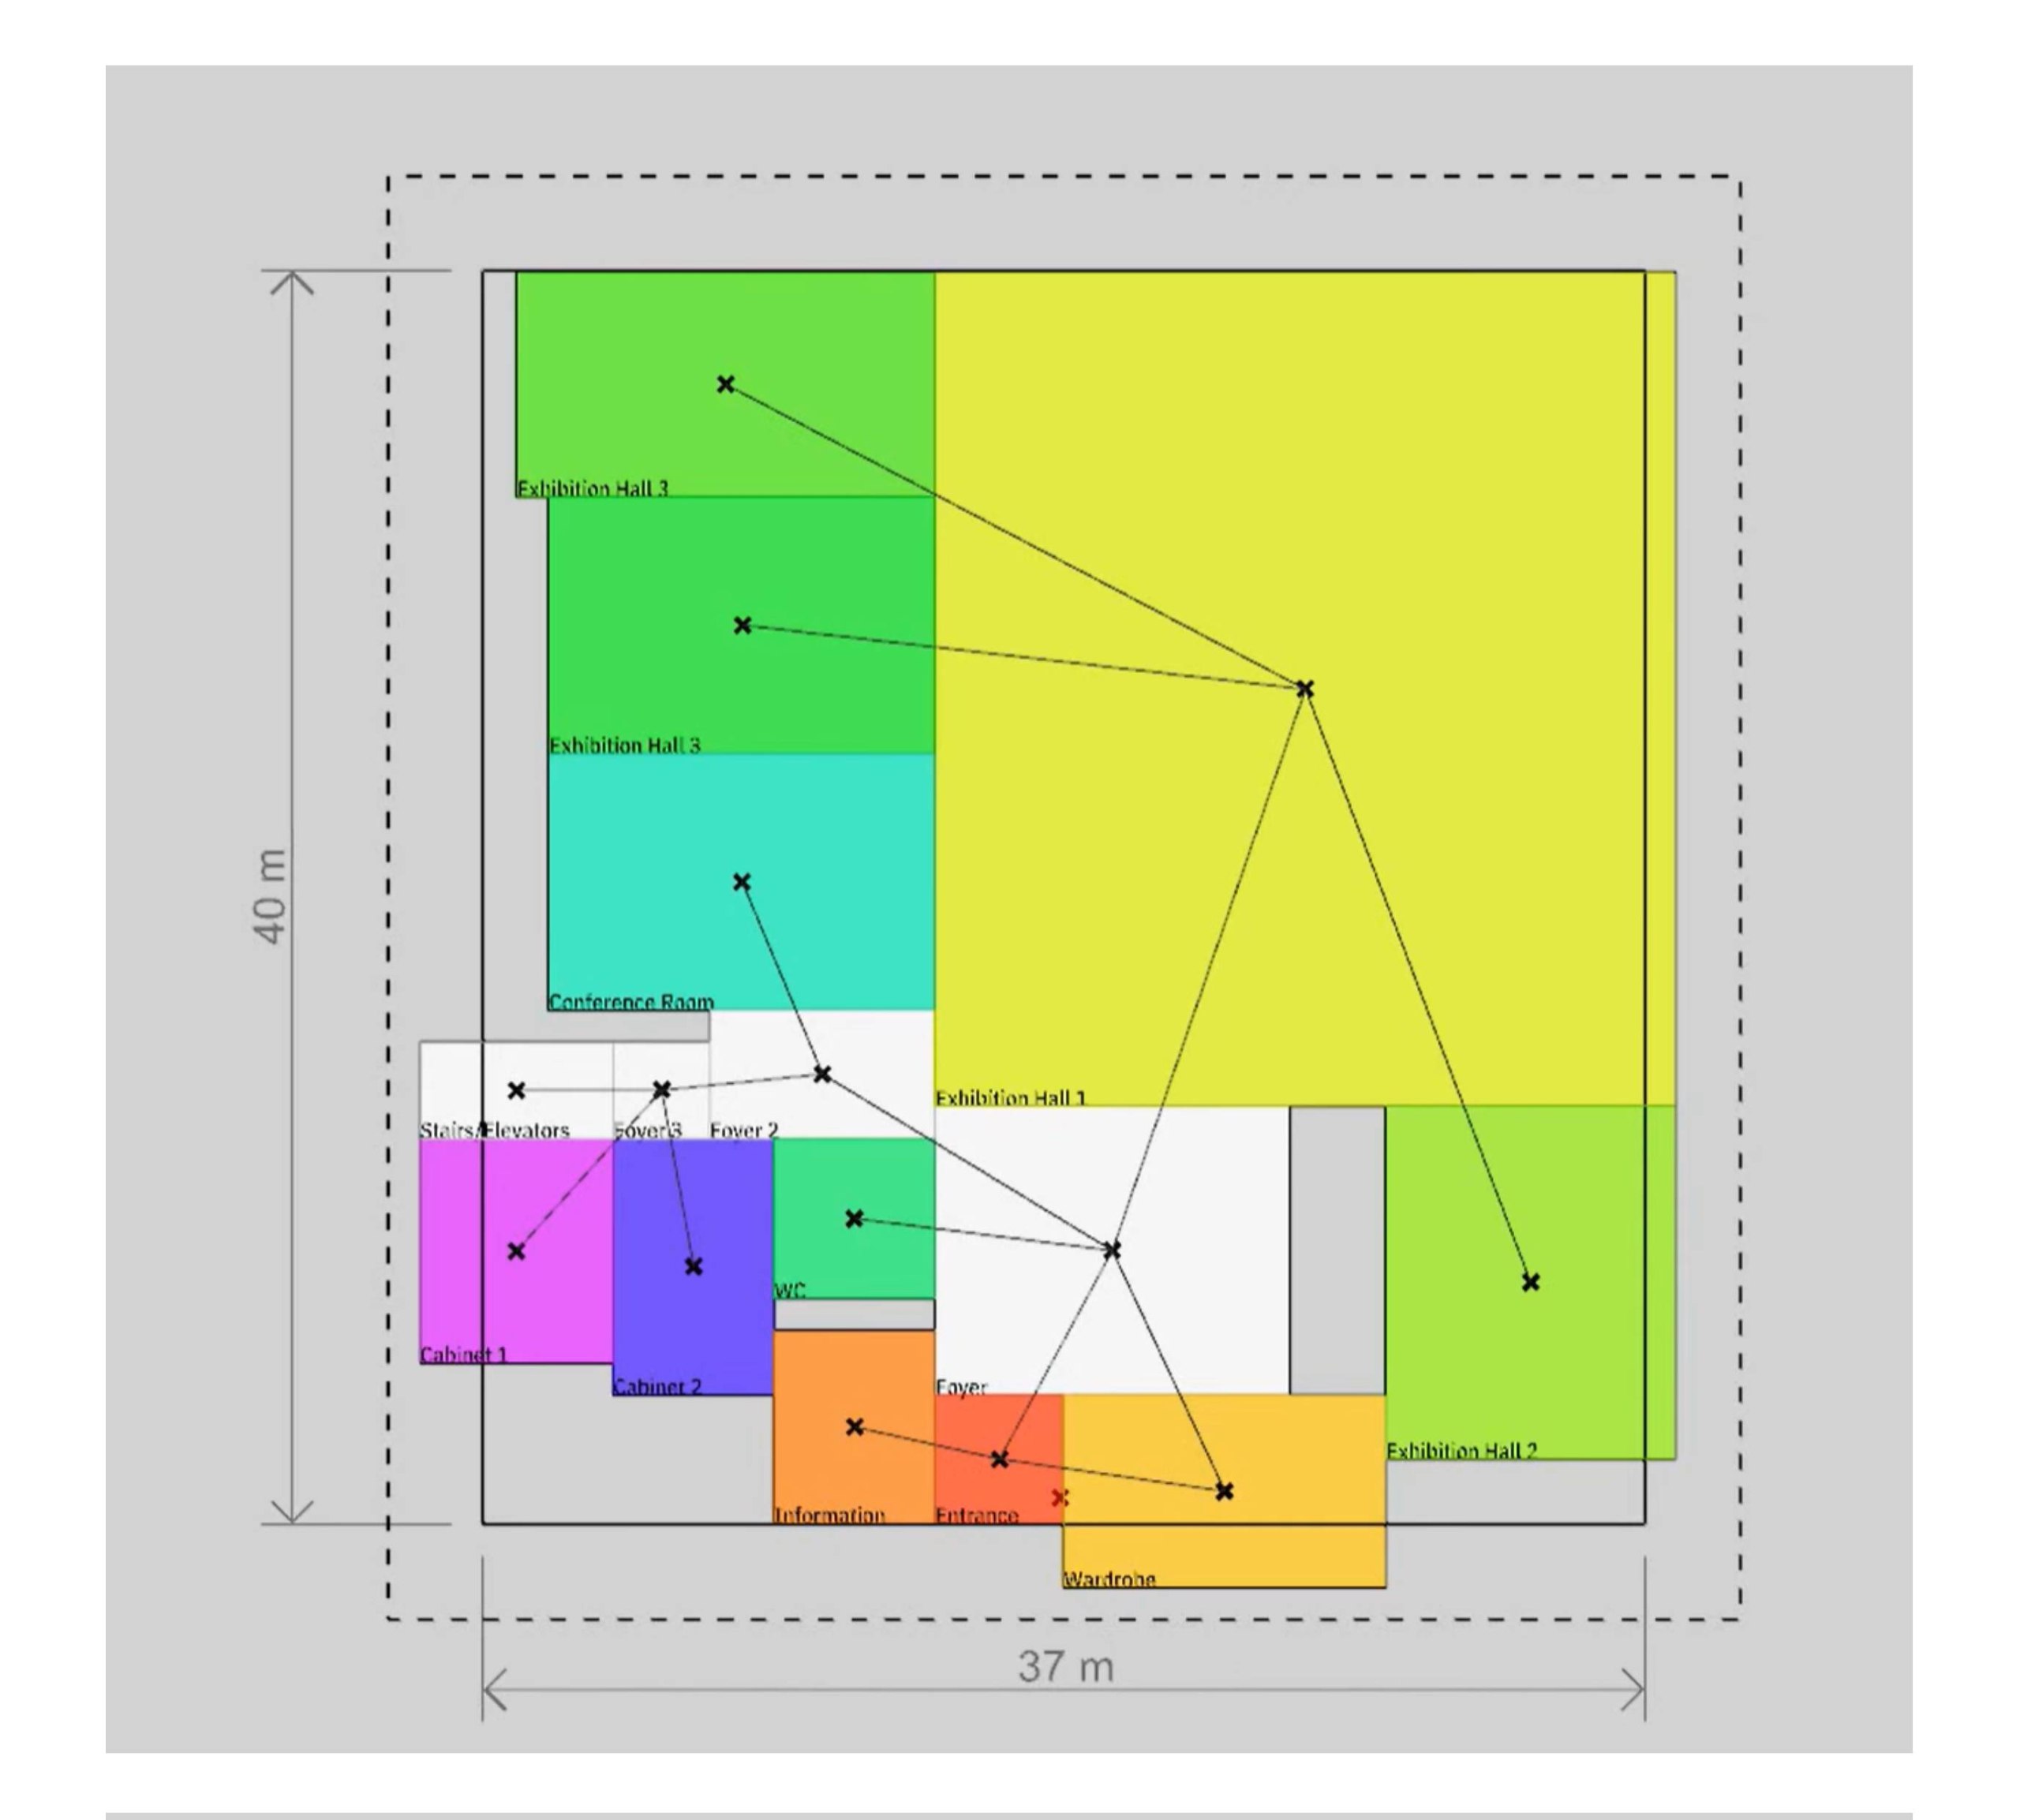 Exhibition Hall 3
Exhibition Hall 3
40 m
Conference Room
Exhibition Hall 1
Stairs/Elevators
Foyer 3
Foyer 2
WC
Cabinet 1
Cabinet 2
Foyer
Exhibition Hall 2
Information
Entrance
Wardrobe
37 m